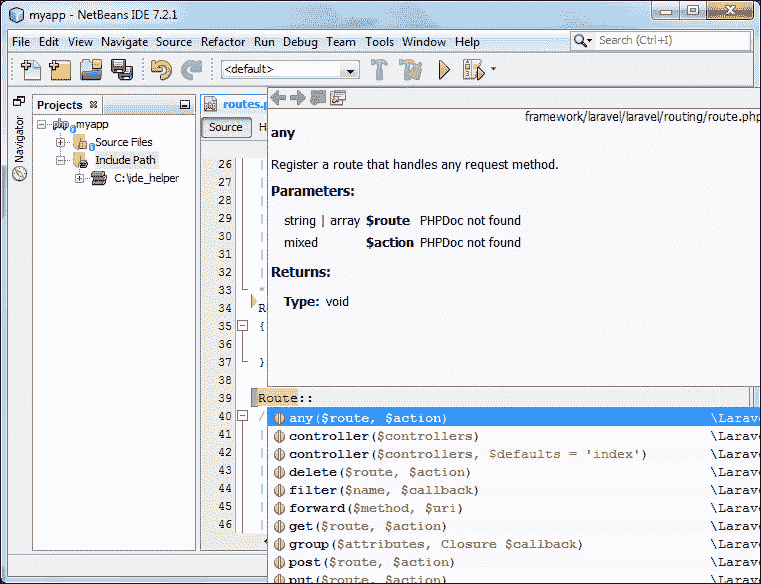 myapp - NetBeans IDE 7.2.1
File Edit View Navigate Source Refactor Run Debug Team Tools Window Help
Search (Ctrl+I)
<default>
Navigator
Projects
myapp
Source Files
Include Path
C:\ide_helper
routes.p
Source H
framework/laravel/laravel/routing/route.php
any
Register a route that handles any request method.
Parameters:
string | array $route PHPDoc not found
mixed $action PHPDoc not found
Returns:
Type: void
26 |
27 |
28 |
29 |
30 |
31 |
32 |
33 *
34 R
35 {
36
37 }
38
39 Route::
40 /
41 |
42 |
43 |
44 |
45 |
46 |
any($route, $action) \Larave
controller($controllers) \Larave
controller($controllers, $defaults = 'index') \Larave
delete($route, $action) \Larave
filter($name, $callback) \Larave
forward($method, $uri) \Larave
get($route, $action) \Larave
group($attributes, Closure $callback) \Larave
post($route, $action) \Larave
put($route, $action) \Larave